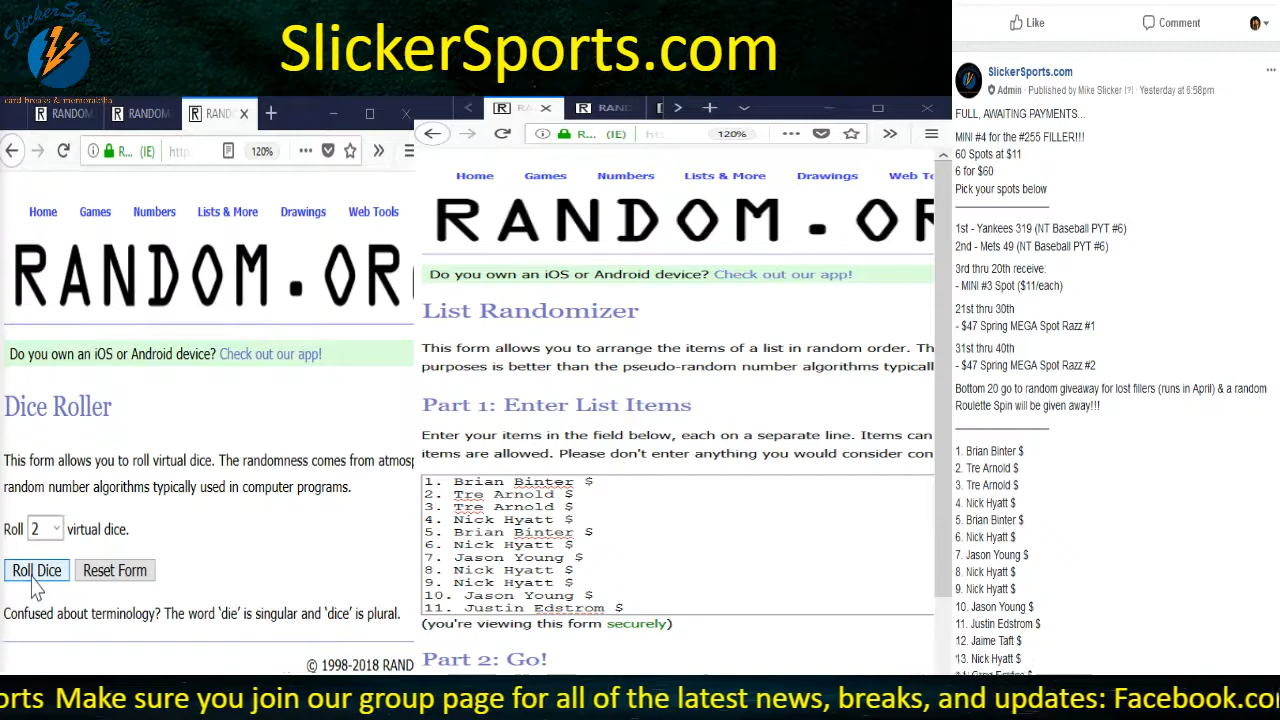 SlickerSports
card breaks & memorabilia
SlickerSports.com
RANDOM
RANDOM
RAND
R... (IE)
http
120%
Home Games Numbers Lists & More Drawings Web Tools
RANDOM.OR
Do you own an iOS or Android device? Check out our app!
Dice Roller
This form allows you to roll virtual dice. The randomness comes from atmosp
random number algorithms typically used in computer programs.
Roll 2 virtual dice.
Roll Dice Reset Form
Confused about terminology? The word 'die' is singular and 'dice' is plural.
© 1998-2018 RAND
RAND
R... (IE)
120%
Home Games Numbers Lists & More Drawings Web To
RANDOM.OR
Do you own an iOS or Android device? Check out our app!
List Randomizer
This form allows you to arrange the items of a list in random order. Th
purposes is better than the pseudo-random number algorithms typicall
Part 1: Enter List Items
Enter your items in the field below, each on a separate line. Items can
items are allowed. Please don't enter anything you would consider con
1. Brian Binter $
2. Tre Arnold $
3. Tre Arnold $
4. Nick Hyatt $
5. Brian Binter $
6. Nick Hyatt $
7. Jason Young $
8. Nick Hyatt $
9. Nick Hyatt $
10. Jason Young $
11. Justin Edstrom $
(you're viewing this form securely)
Part 2: Go!
Like Comment
SlickerSports.com
Admin · Published by Mike Slicker [?] · Yesterday at 6:58pm
FULL, AWAITING PAYMENTS...
MINI #4 for the #255 FILLER!!!
60 Spots at $11
6 for $60
Pick your spots below
1st - Yankees 319 (NT Baseball PYT #6)
2nd - Mets 49 (NT Baseball PYT #6)
3rd thru 20th receive:
- MINI #3 Spot ($11/each)
21st thru 30th
- $47 Spring MEGA Spot Razz #1
31st thru 40th
- $47 Spring MEGA Spot Razz #2
Bottom 20 go to random giveaway for lost fillers (runs in April) & a random
Roulette Spin will be given away!!!
1. Brian Binter $
2. Tre Arnold $
3. Tre Arnold $
4. Nick Hyatt $
5. Brian Binter $
6. Nick Hyatt $
7. Jason Young $
8. Nick Hyatt $
9. Nick Hyatt $
10. Jason Young $
11. Justin Edstrom $
12. Jaime Taft $
13. Nick Hyatt $
orts Make sure you join our group page for all of the latest news, breaks, and updates: Facebook.co